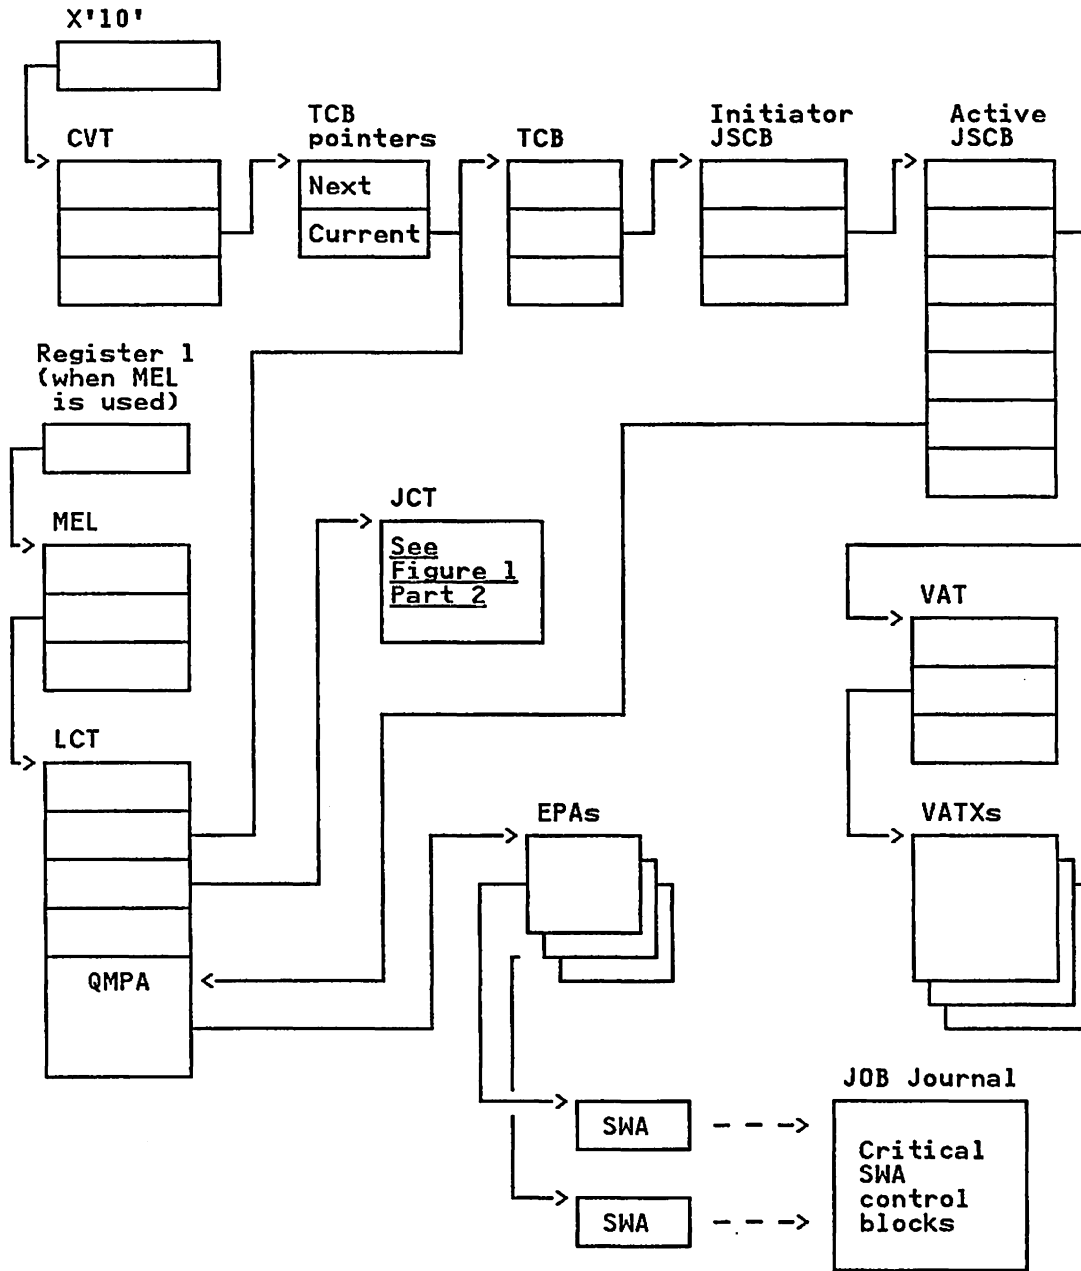 X'10'
CVT
TCB
pointers
Next
Current
TCB
Initiator
JSCB
Active
JSCB
Register 1
(when MEL
is used)
MEL
JCT
See
Figure 1
Part 2
VAT
LCT
QMPA
EPAs
VATXs
SWA
SWA
JOB Journal
Critical
SWA
control
blocks